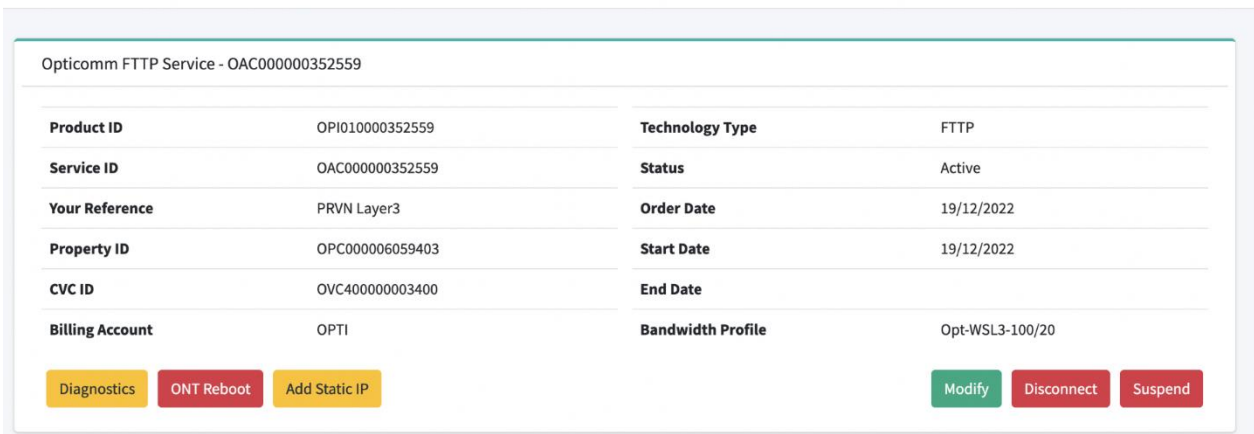 Opticomm FTTP Service - OAC000000352559
Product ID OPI010000352559 Technology Type FTTP
Service ID OAC000000352559 Status Active
Your Reference PRVN Layer3 Order Date 19/12/2022
Property ID OPC000006059403 Start Date 19/12/2022
CVC ID OVC400000003400 End Date
Billing Account OPTI Bandwidth Profile Opt-WSL3-100/20
Diagnostics ONT Reboot Add Static IP Modify Disconnect Suspend